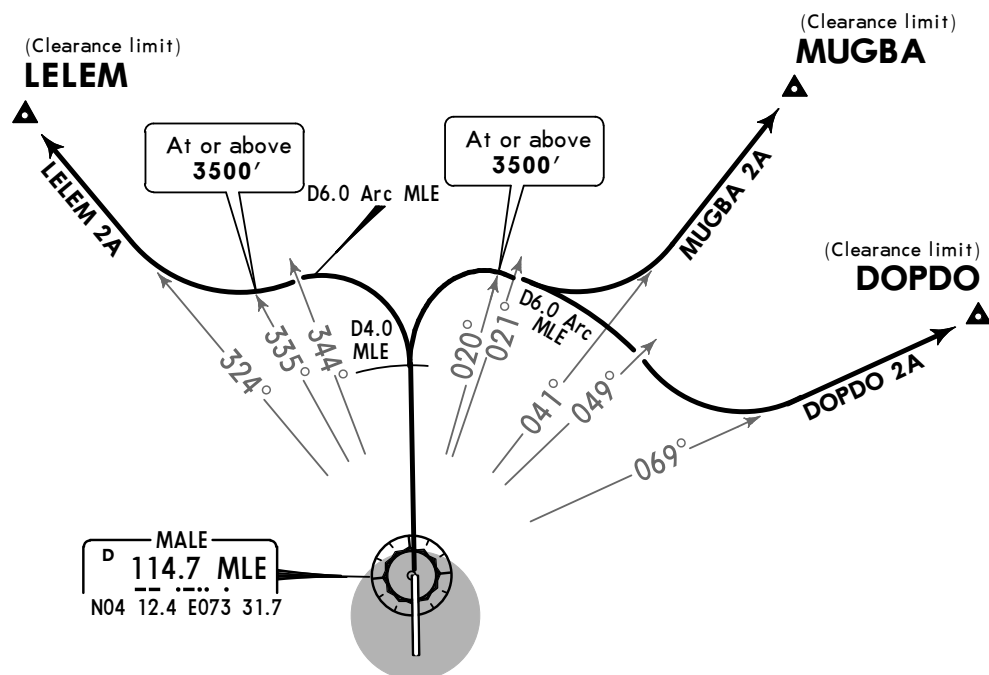 (Clearance limit)
LELEM
(Clearance limit)
MUGBA
At or above
3500′
At or above
3500′
D6.0 Arc MLE
LELEM 2A
MUGBA 2A
(Clearance limit)
DOPDO
D6.0 Arc
MLE
D4.0
MLE
324°
335°
344°
020°
021°
041°
049°
069°
DOPDO 2A
MALE
D 114.7 MLE
N04 12.4 E073 31.7